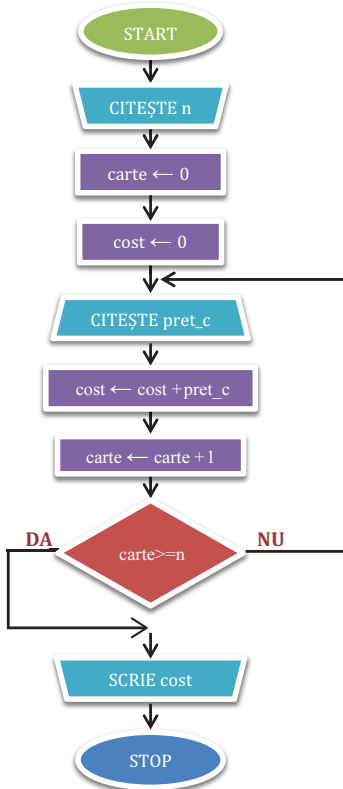 START
CITEȘTE n
carte ← 0
cost ← 0
CITEȘTE pret_c
cost ← cost +pret_c
carte ← carte +1
DA
carte>=n
NU
SCRIE cost
STOP